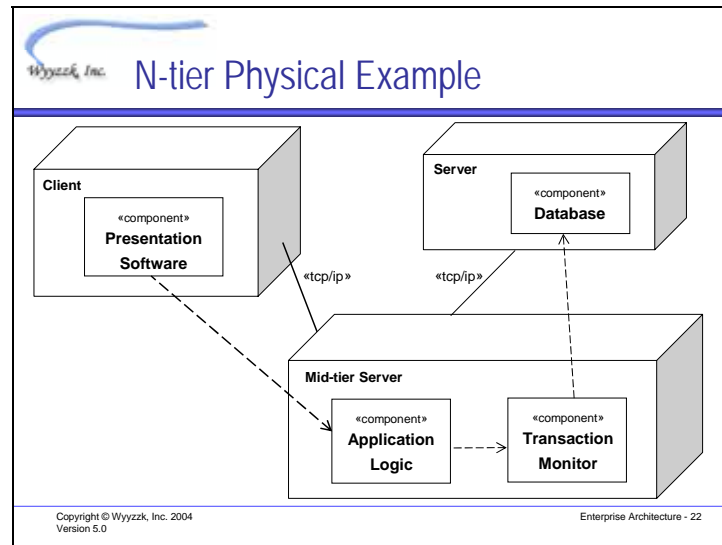 Wyyzzk, Inc.
N-tier Physical Example
Client
«component»
Presentation
Software
Server
«component»
Database
«tcp/ip»
«tcp/ip»
Mid-tier Server
«component»
Application
Logic
«component»
Transaction
Monitor
Copyright © Wyyzzk, Inc. 2004
Version 5.0
Enterprise Architecture - 22